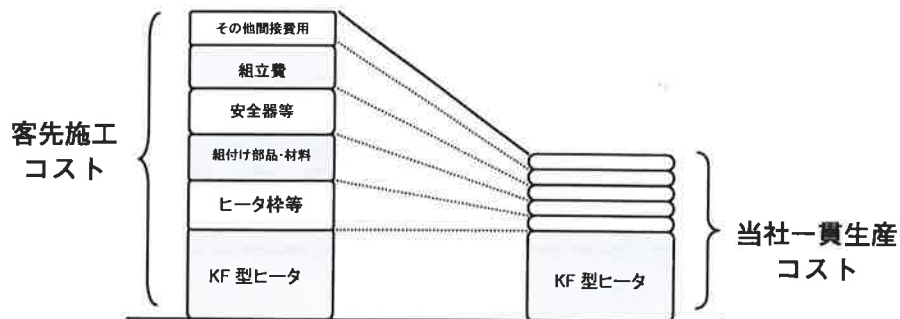 その他間接費用
組立費
安全器等
組付け部品・材料
ヒータ枠等
KF 型ヒータ
客先施工
コスト
KF 型ヒータ
当社一貫生産
コスト